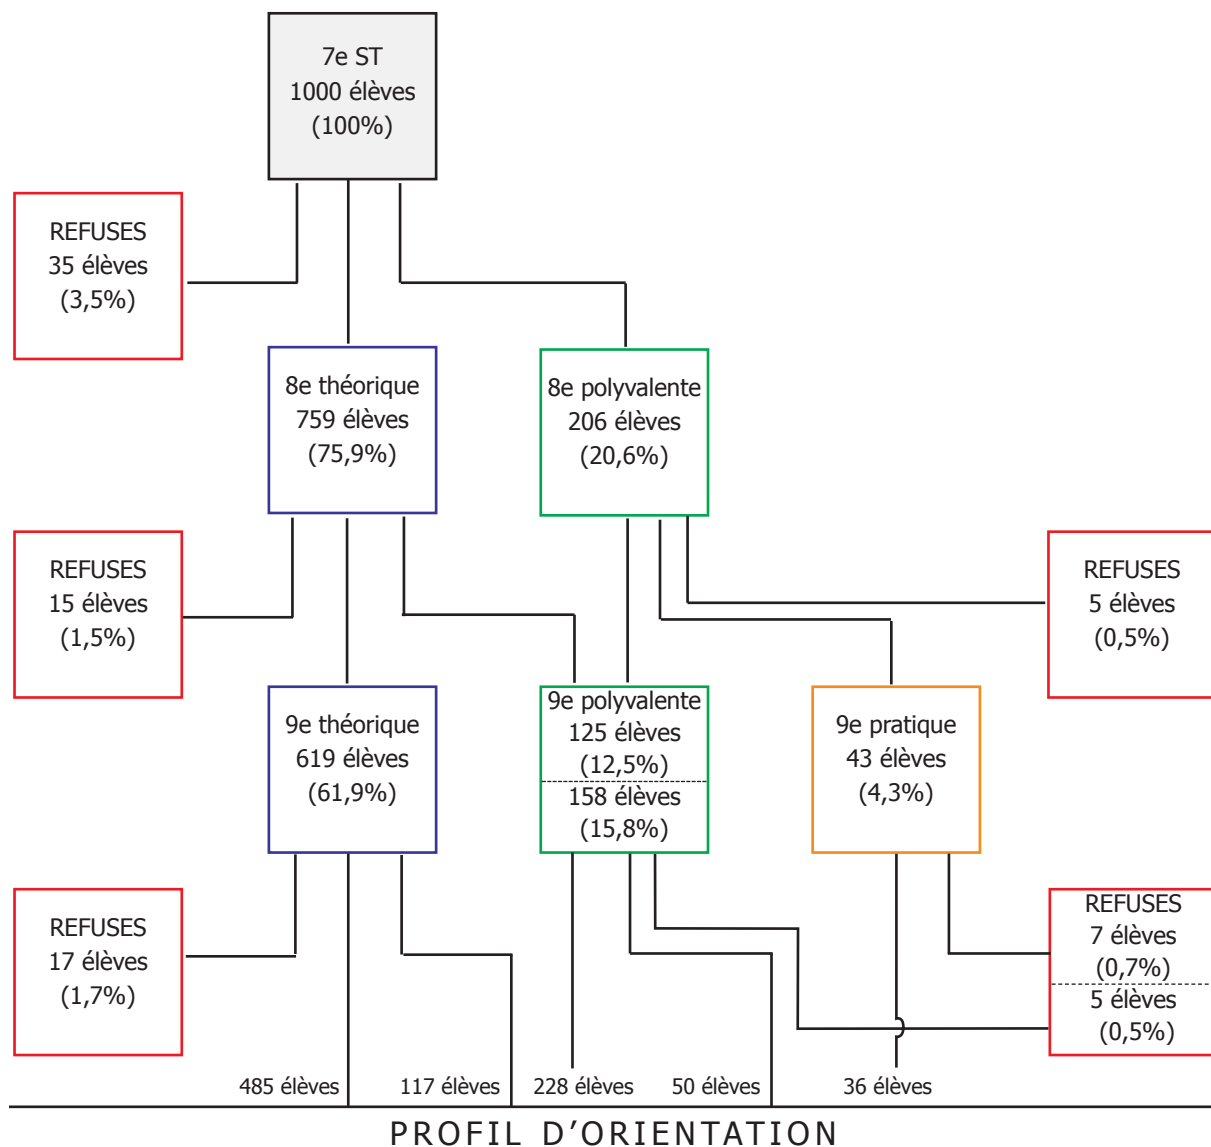 7e ST
1000 élèves
(100%)
REFUSES
35 élèves
(3,5%)
8e théorique
759 élèves
(75,9%)
8e polyvalente
206 élèves
(20,6%)
REFUSES
15 élèves
(1,5%)
REFUSES
5 élèves
(0,5%)
9e théorique
619 élèves
(61,9%)
9e polyvalente
125 élèves
(12,5%)
158 élèves
(15,8%)
9e pratique
43 élèves
(4,3%)
REFUSES
17 élèves
(1,7%)
REFUSES
7 élèves
(0,7%)
5 élèves
(0,5%)
485 élèves
117 élèves
228 élèves
50 élèves
36 élèves
PROFIL D'ORIENTATION